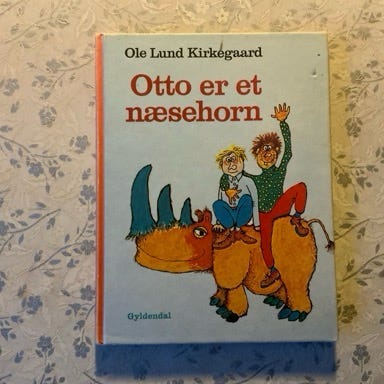 Ole Lund Kirkegaard
Otto er et
næsehorn
Gyldendal